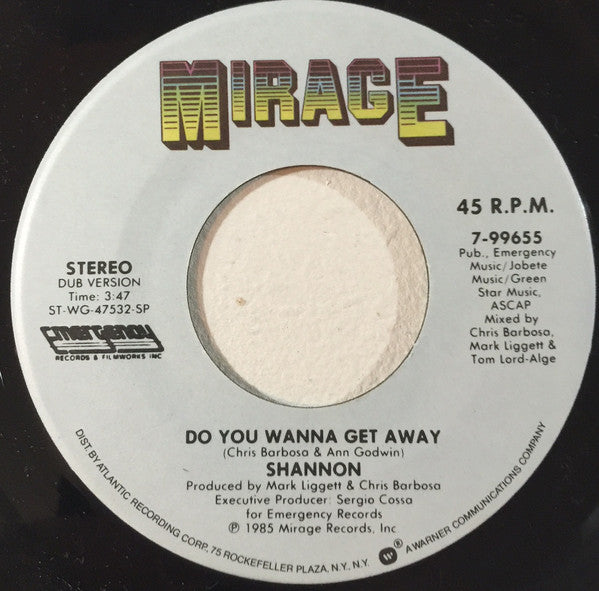 MIRAGE
45 R.P.M.
7-99655
Pub., Emergency
Music/Jobete
Music/Green
Star Music,
ASCAP
Mixed by
Chris Barbosa,
Mark Liggett &
Tom Lord-Alge
STEREO
DUB VERSION
Time: 3:47
ST-WG-47532-SP
Emergency
RECORDS & FILMWORKS INC
DO YOU WANNA GET AWAY
(Chris Barbosa & Ann Godwin)
SHANNON
Produced by Mark Liggett & Chris Barbosa
Executive Producer: Sergio Cossa
for Emergency Records
℗ 1985 Mirage Records, Inc
DIST. BY ATLANTIC RECORDING CORP. 75 ROCKEFELLER PLAZA, N.Y. N.Y. ® A WARNER COMMUNICATIONS COMPANY